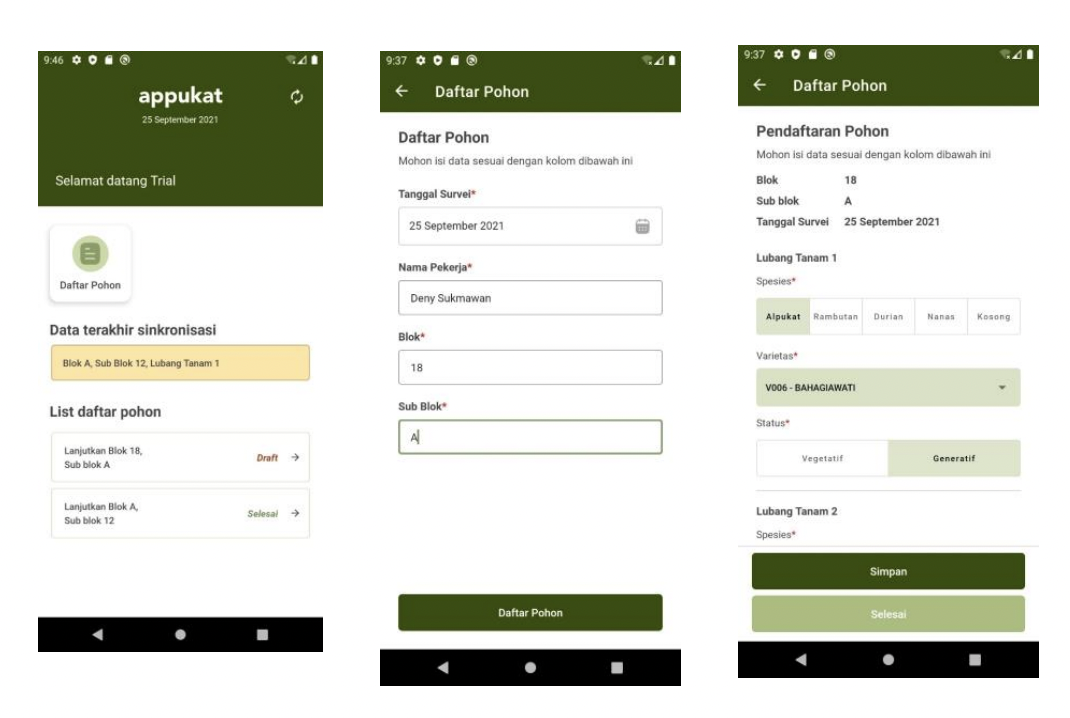 9:46
appukat
25 September 2021
Selamat datang Trial
Daftar Pohon
Data terakhir sinkronisasi
Blok A, Sub Blok 12, Lubang Tanam 1
List daftar pohon
Lanjutkan Blok 18,
Sub blok A
Draft
Lanjutkan Blok A,
Sub blok 12
Selesai
9:37
Daftar Pohon
Daftar Pohon
Mohon isi data sesuai dengan kolom dibawah ini
Tanggal Survei*
25 September 2021
Nama Pekerja*
Deny Sukmawan
Blok*
18
Sub Blok*
A
Daftar Pohon
9:37
Daftar Pohon
Pendaftaran Pohon
Mohon isi data sesuai dengan kolom dibawah ini
Blok 18
Sub blok A
Tanggal Survei 25 September 2021
Lubang Tanam 1
Spesies*
Alpukat Rambutan Durian Nanas Kosong
Varietas*
V006 - BAHAGIAWATI
Status*
Vegetatif Generatif
Lubang Tanam 2
Spesies*
Simpan
Selesai